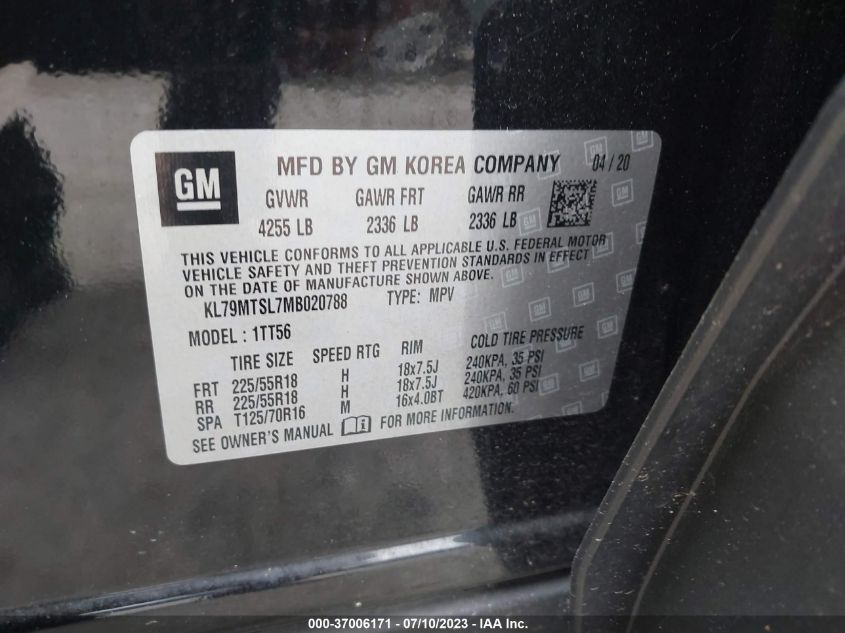 GM
MFD BY GM KOREA COMPANY 04/20
GVWR GAWR FRT GAWR RR
4255 LB 2336 LB 2336 LB
THIS VEHICLE CONFORMS TO ALL APPLICABLE U.S. FEDERAL MOTOR
VEHICLE SAFETY AND THEFT PREVENTION STANDARDS IN EFFECT
ON THE DATE OF MANUFACTURE SHOWN ABOVE.
KL79MTSL7MB020788 TYPE: MPV
MODEL : 1TT56
TIRE SIZE SPEED RTG RIM COLD TIRE PRESSURE
FRT 225/55R18 H 18x7.5J 240KPA, 35 PSI
RR 225/55R18 H 18x7.5J 240KPA, 35 PSI
SPA T125/70R16 M 16x4.0BT 420KPA, 60 PSI
SEE OWNER'S MANUAL FOR MORE INFORMATION.
000-37006171 - 07/10/2023 - IAA Inc.